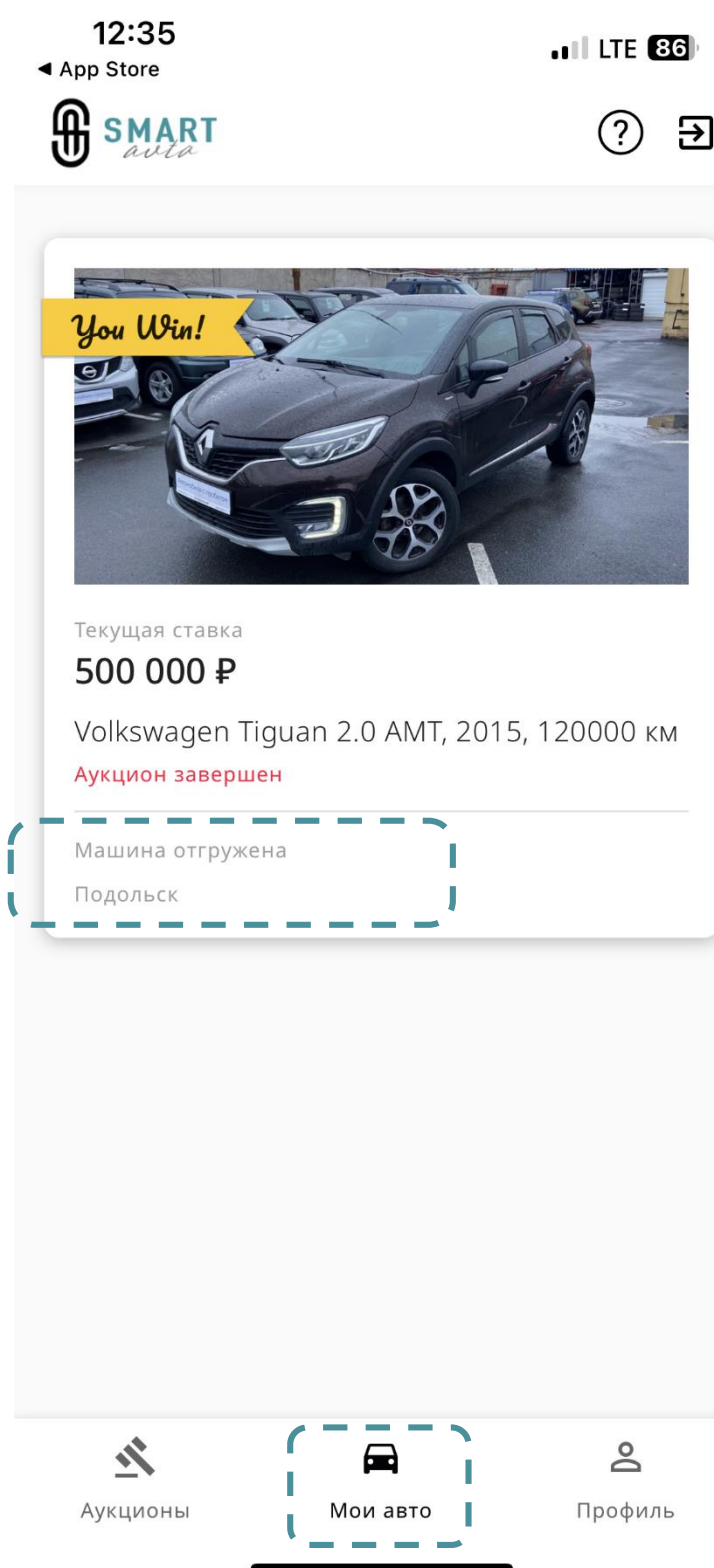 12:35
LTE 86
App Store
SMART
avto
You Win!
Текущая ставка
500 000 ₽
Volkswagen Tiguan 2.0 AMT, 2015, 120000 км
Аукцион завершен
Машина отгружена
Подольск
Аукционы
Мои авто
Профиль